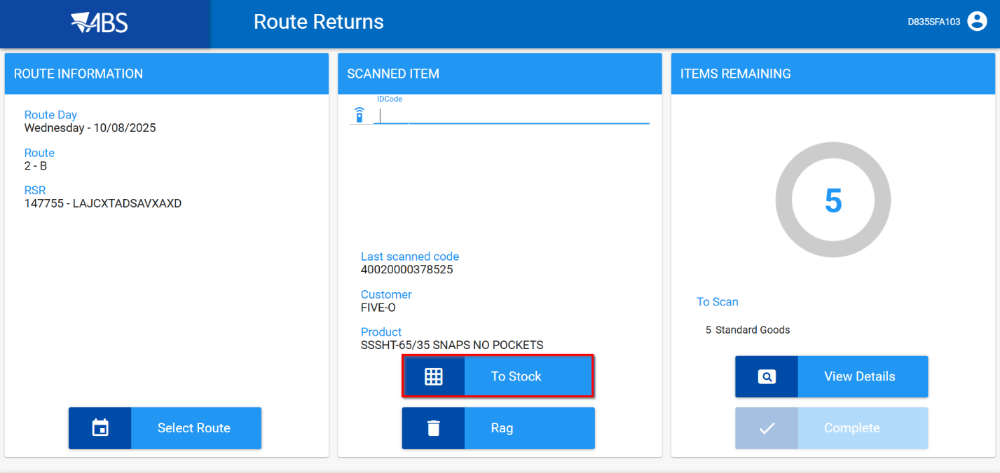 ABS
Route Returns
D835SFA103
ROUTE INFORMATION
Route Day
Wednesday - 10/08/2025
Route
2 - B
RSR
147755 - LAJCXTADSAVXAXD
Select Route
SCANNED ITEM
IDCode
Last scanned code
40020000378525
Customer
FIVE-O
Product
SSSHT-65/35 SNAPS NO POCKETS
To Stock
Rag
ITEMS REMAINING
5
To Scan
5 Standard Goods
View Details
Complete